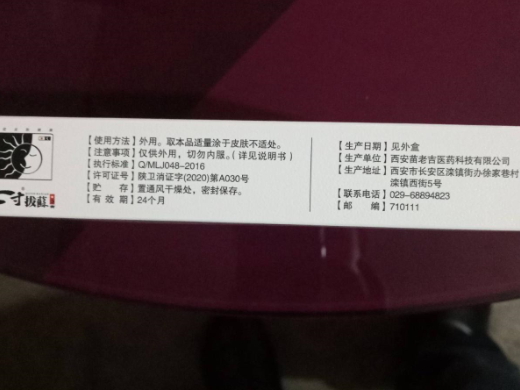 【使用方法】外用。取本品适量涂于皮肤不适处。
【注意事项】仅供外用，切勿内服。（详见说明书）
【执行标准】Q/MLJ048-2016
【许可证号】陕卫消证字(2020)第A030号
【贮 存】置通风干燥处，密封保存。
【有 效 期】24个月
【生产日期】见外盒
【生产单位】西安苗老吉医药科技有限公司
【生产地址】西安市长安区滦镇街办徐家巷村
滦镇西街5号
【联系电话】029-68894823
【邮 编】710111